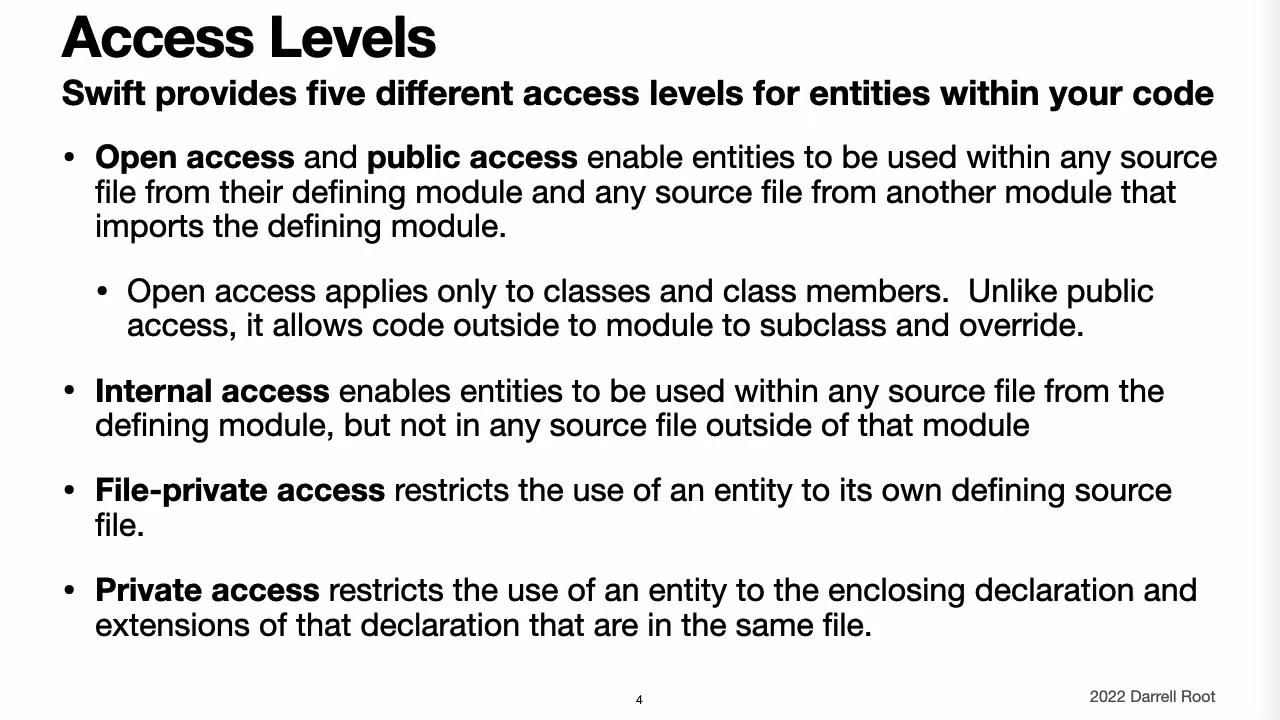 Access Levels
Swift provides five different access levels for entities within your code
• Open access and public access enable entities to be used within any source
file from their defining module and any source file from another module that
imports the defining module.
• Open access applies only to classes and class members.  Unlike public
access, it allows code outside to module to subclass and override.
• Internal access enables entities to be used within any source file from the
defining module, but not in any source file outside of that module
• File-private access restricts the use of an entity to its own defining source
file.
• Private access restricts the use of an entity to the enclosing declaration and
extensions of that declaration that are in the same file.
4
2022 Darrell Root